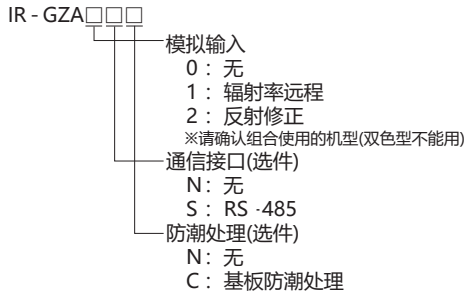 IR - GZA□□□
模拟输入
0 : 无
1 : 辐射率远程
2 : 反射修正
※请确认组合使用的机型(双色型不能用)
通信接口(选件)
N : 无
S : RS -485
防潮处理(选件)
N : 无
C : 基板防潮处理